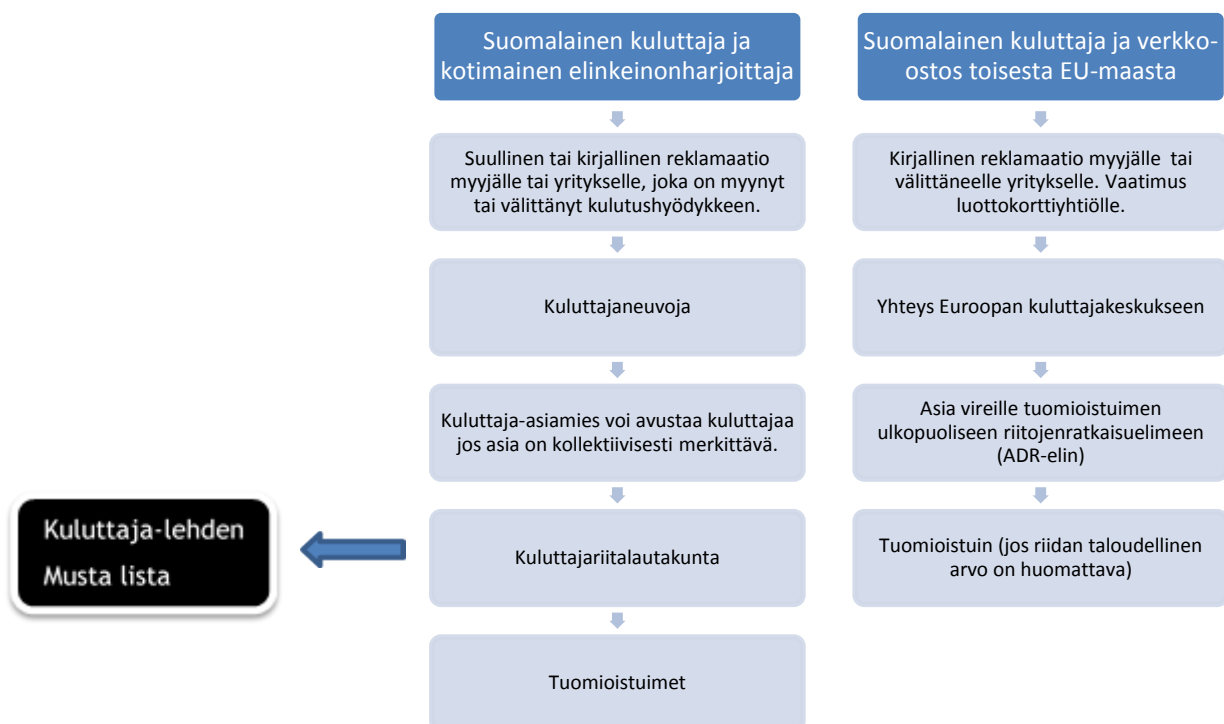 Suomalainen kuluttaja ja
kotimainen elinkeinonharjoittaja
Suullinen tai kirjallinen reklamaatio
myyjälle tai yritykselle, joka on myynyt
tai välittänyt kulutushyödykkeen.
Kuluttajaneuvoja
Kuluttaja-asiamies voi avustaa kuluttajaa
jos asia on kollektiivisesti merkittävä.
Kuluttajariitalautakunta
Tuomioistuimet
Kuluttaja-lehden
Musta lista
Suomalainen kuluttaja ja verkko-
ostos toisesta EU-maasta
Kirjallinen reklamaatio myyjälle tai
välittäneelle yritykselle. Vaatimus
luottokorttiyhtiölle.
Yhteys Euroopan kuluttajakeskukseen
Asia vireille tuomioistuimen
ulkopuoliseen riitojenratkaisuelimeen
(ADR-elin)
Tuomioistuin (jos riidan taloudellinen
arvo on huomattava)